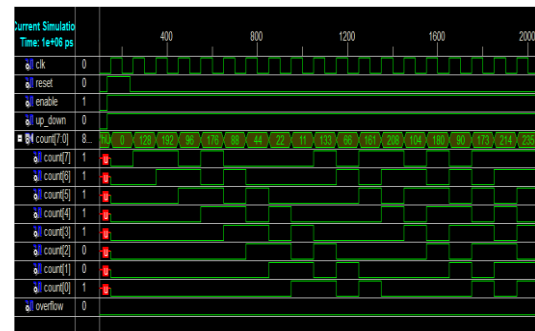 Current Simulatio
Time: 1e+06 ps
400 800 1200 1600 2000
clk 0
reset 0
enable 1
up_down 0
count[7:0] 8... 0 128 192 96 176 88 44 22 11 133 66 161 208 104 180 90 173 214 235
count[7] 1
count[6] 1
count[5] 1
count[4] 1
count[3] 1
count[2] 0
count[1] 0
count[0] 1
overflow 0